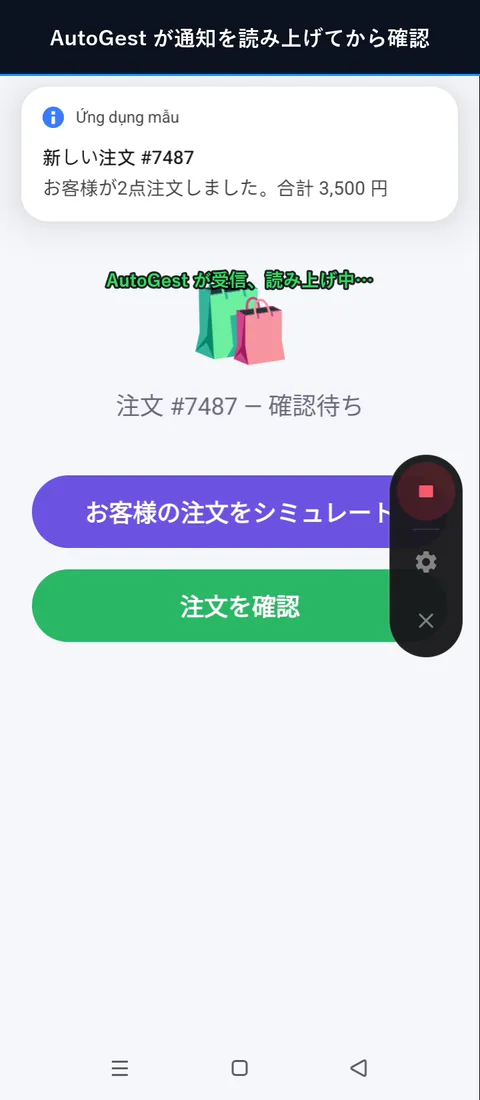 AutoGest が通知を読み上げてから確認
Ứng dụng mẫu
新しい注文 #7487
お客様が2点注文しました。合計 3,500 円
AutoGest が受信、読み上げ中…
注文 #7487 — 確認待ち
お客様の注文をシミュレート
注文を確認